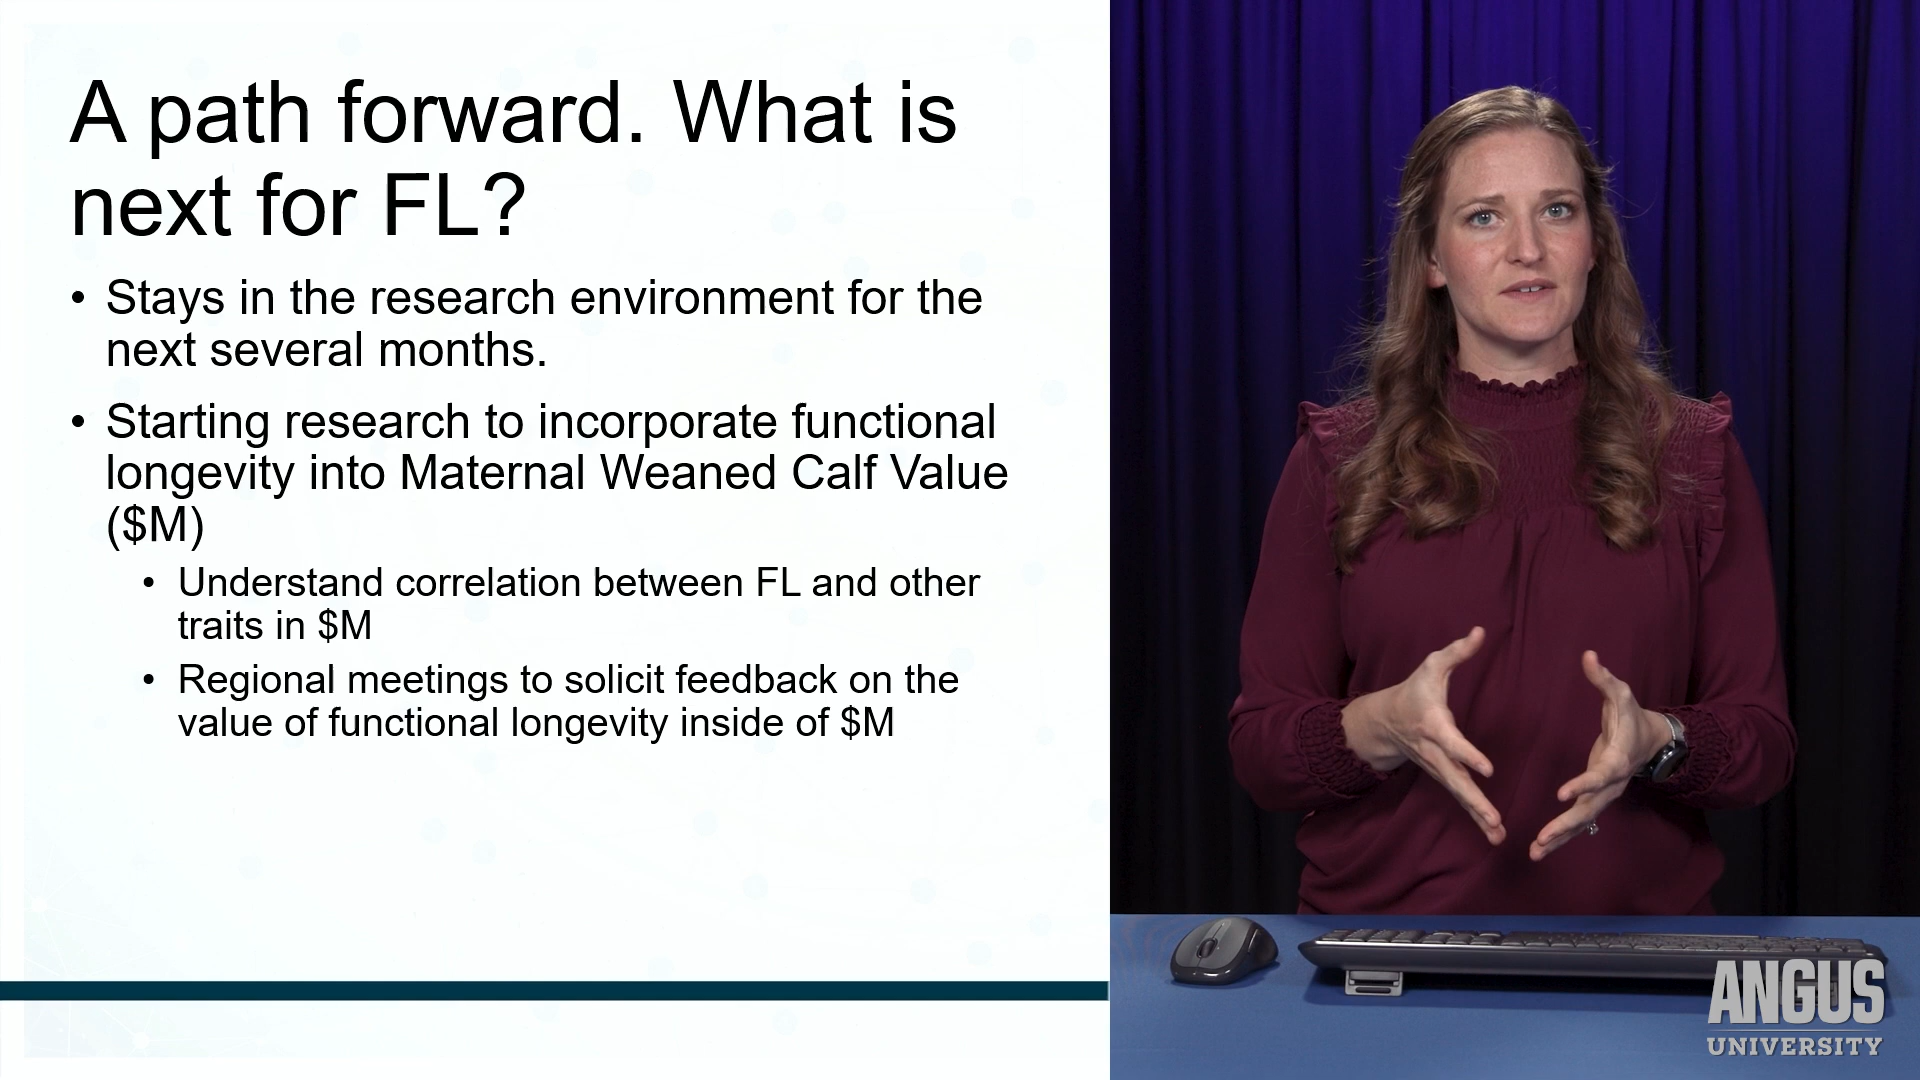 A path forward. What is
next for FL?
• Stays in the research environment for the
next several months.
• Starting research to incorporate functional
longevity into Maternal Weaned Calf Value
($M)
• Understand correlation between FL and other
traits in $M
• Regional meetings to solicit feedback on the
value of functional longevity inside of $M
ANGUS
UNIVERSITY